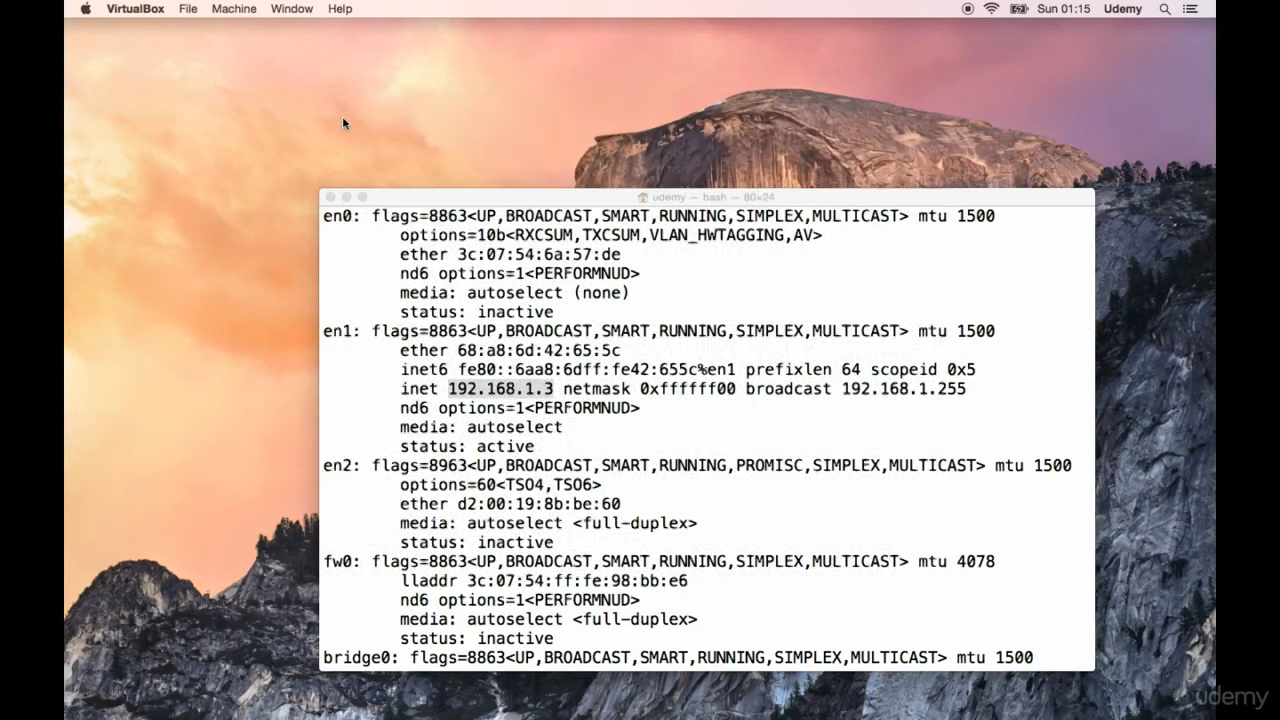 VirtualBox File Machine Window Help Sun 01:15 Udemy
udemy — bash — 80×24
en0: flags=8863<UP,BROADCAST,SMART,RUNNING,SIMPLEX,MULTICAST> mtu 1500
options=10b<RXCSUM,TXCSUM,VLAN_HWTAGGING,AV>
ether 3c:07:54:6a:57:de
nd6 options=1<PERFORMNUD>
media: autoselect (none)
status: inactive
en1: flags=8863<UP,BROADCAST,SMART,RUNNING,SIMPLEX,MULTICAST> mtu 1500
ether 68:a8:6d:42:65:5c
inet6 fe80::6aa8:6dff:fe42:655c%en1 prefixlen 64 scopeid 0x5
inet 192.168.1.3 netmask 0xffffff00 broadcast 192.168.1.255
nd6 options=1<PERFORMNUD>
media: autoselect
status: active
en2: flags=8963<UP,BROADCAST,SMART,RUNNING,PROMISC,SIMPLEX,MULTICAST> mtu 1500
options=60<TSO4,TSO6>
ether d2:00:19:8b:be:60
media: autoselect <full-duplex>
status: inactive
fw0: flags=8863<UP,BROADCAST,SMART,RUNNING,SIMPLEX,MULTICAST> mtu 4078
lladdr 3c:07:54:ff:fe:98:bb:e6
nd6 options=1<PERFORMNUD>
media: autoselect <full-duplex>
status: inactive
bridge0: flags=8863<UP,BROADCAST,SMART,RUNNING,SIMPLEX,MULTICAST> mtu 1500
udemy